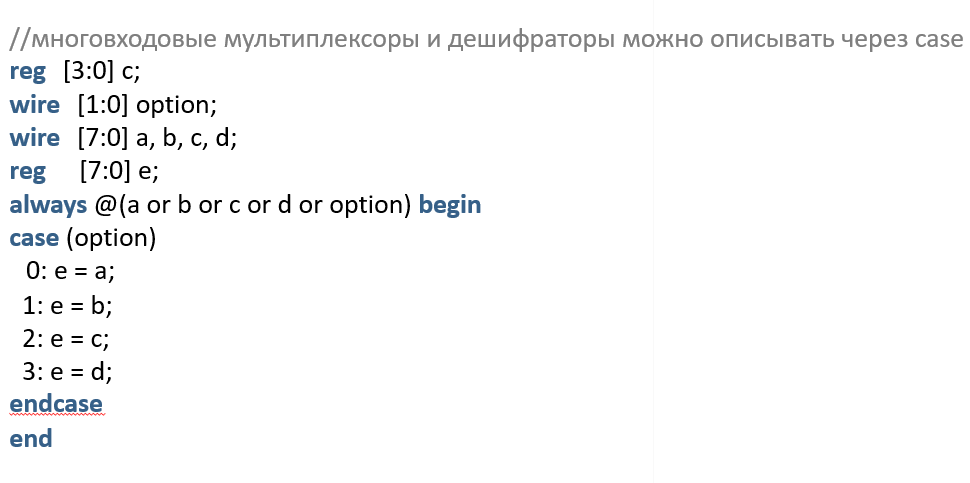 //многовходовые мультиплексоры и дешифраторы можно описывать через case
reg [3:0] c;
wire [1:0] option;
wire [7:0] a, b, c, d;
reg [7:0] e;
always @(a or b or c or d or option) begin
case (option)
0: e = a;
1: e = b;
2: e = c;
3: e = d;
endcase
end